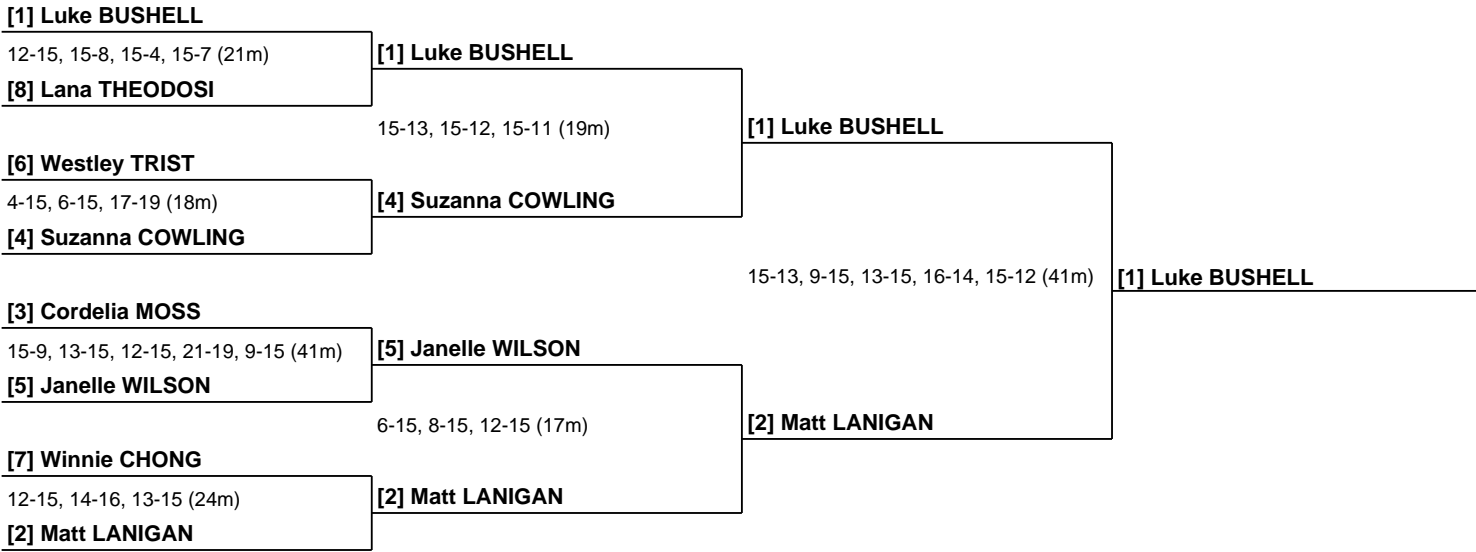 [1] Luke BUSHELL
12-15, 15-8, 15-4, 15-7 (21m)
[1] Luke BUSHELL
[8] Lana THEODOSI
15-13, 15-12, 15-11 (19m)
[1] Luke BUSHELL
[6] Westley TRIST
4-15, 6-15, 17-19 (18m)
[4] Suzanna COWLING
[4] Suzanna COWLING
15-13, 9-15, 13-15, 16-14, 15-12 (41m)
[1] Luke BUSHELL
[3] Cordelia MOSS
15-9, 13-15, 12-15, 21-19, 9-15 (41m)
[5] Janelle WILSON
[5] Janelle WILSON
6-15, 8-15, 12-15 (17m)
[2] Matt LANIGAN
[7] Winnie CHONG
12-15, 14-16, 13-15 (24m)
[2] Matt LANIGAN
[2] Matt LANIGAN